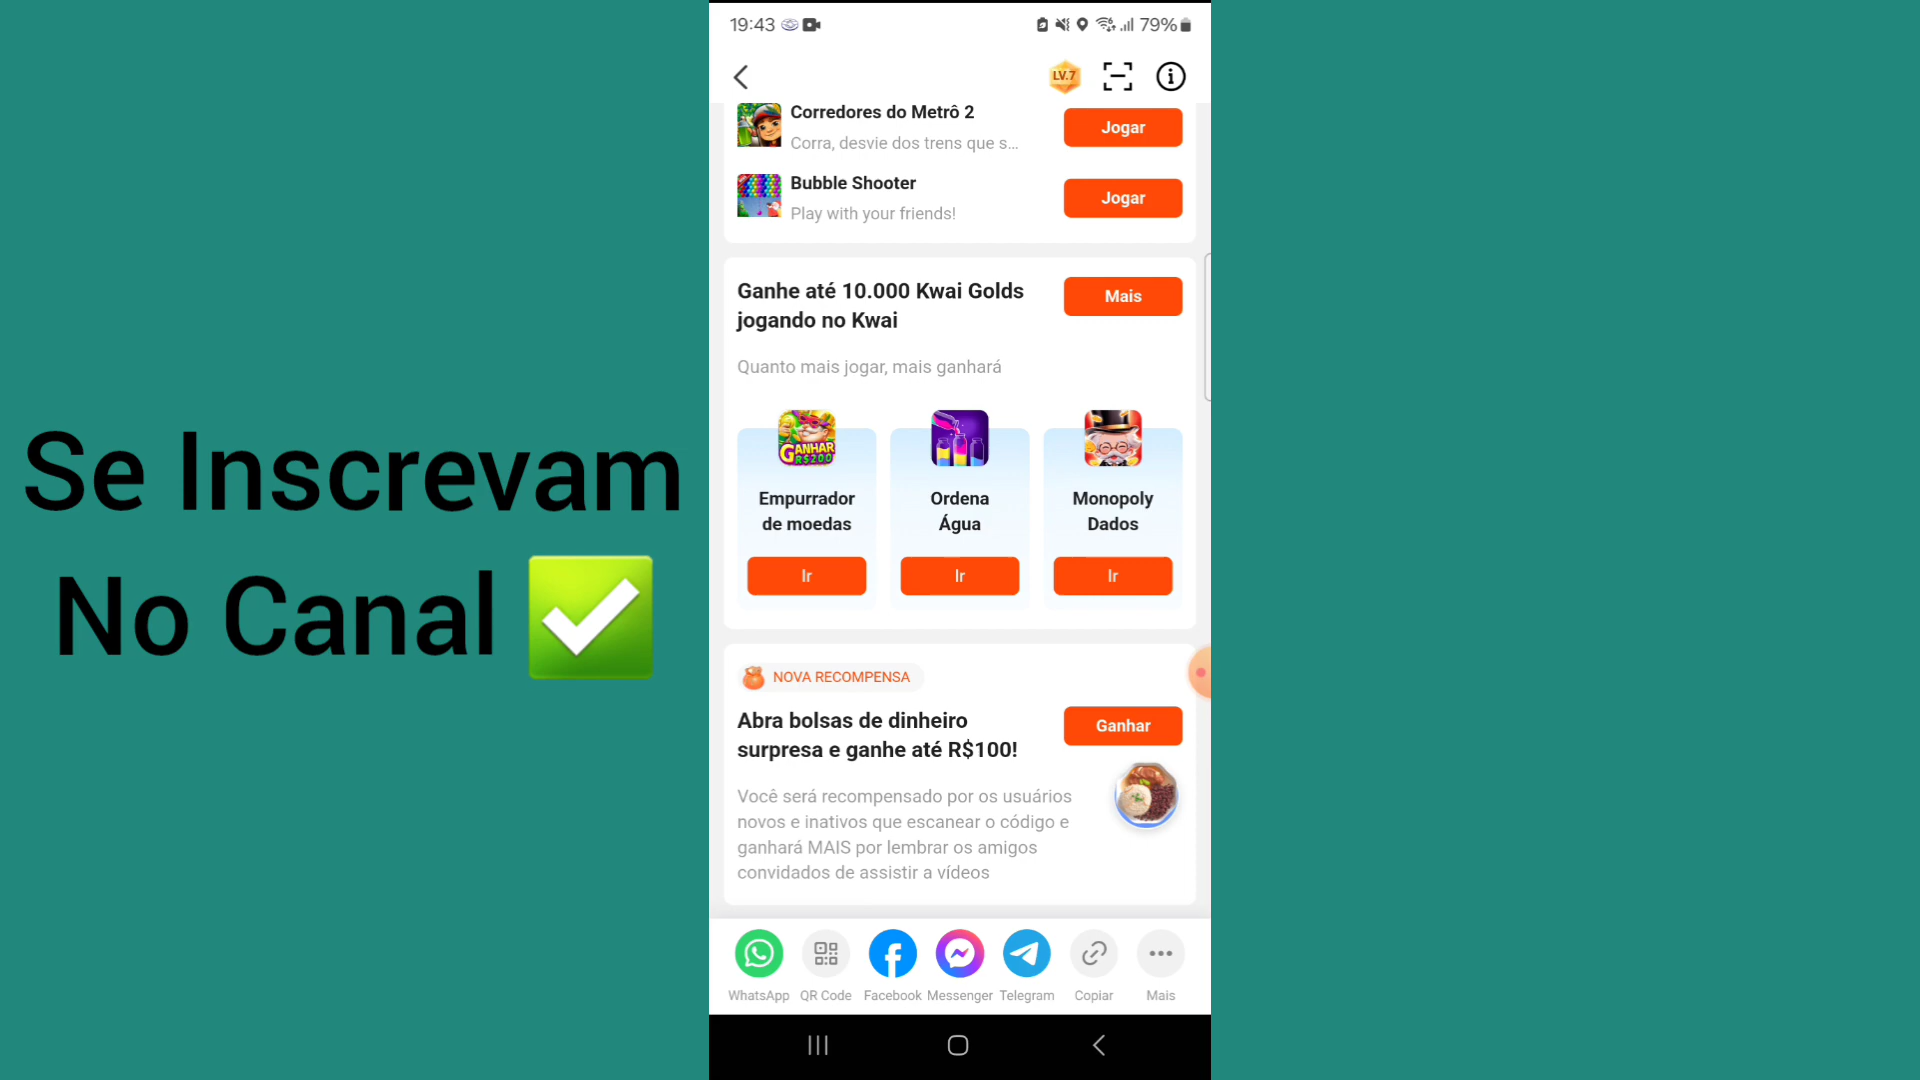 Se Inscrevam
No Canal
19:43
79%
LV.7
Corredores do Metrô 2
Corra, desvie dos trens que s...
Jogar
Bubble Shooter
Play with your friends!
Jogar
Ganhe até 10.000 Kwai Golds
jogando no Kwai
Mais
Quanto mais jogar, mais ganhará
GANHAR
R$200
Empurrador
de moedas
Ir
Ordena
Água
Ir
Monopoly
Dados
Ir
NOVA RECOMPENSA
Abra bolsas de dinheiro
surpresa e ganhe até R$100!
Ganhar
Você será recompensado por os usuários
novos e inativos que escanear o código e
ganhará MAIS por lembrar os amigos
convidados de assistir a vídeos
WhatsApp
QR Code
Facebook
Messenger
Telegram
Copiar
Mais